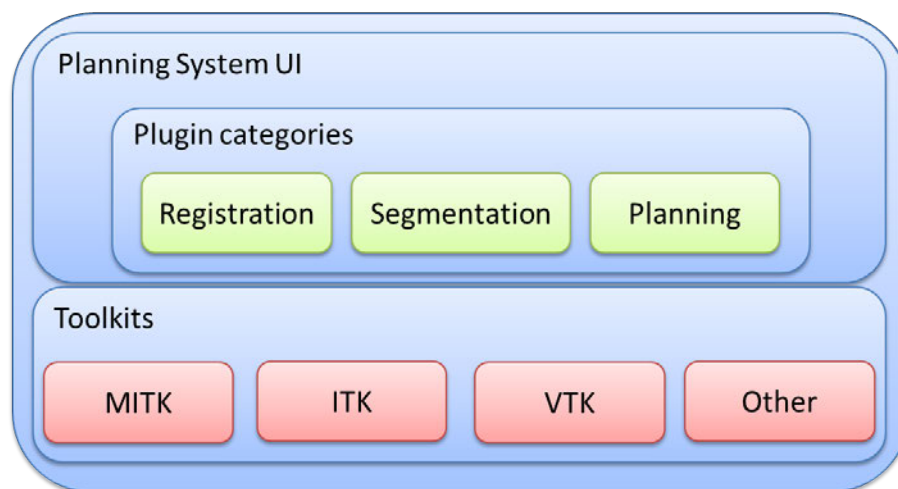 Planning System UI
Plugin categories
Registration Segmentation Planning
Toolkits
MITK ITK VTK Other